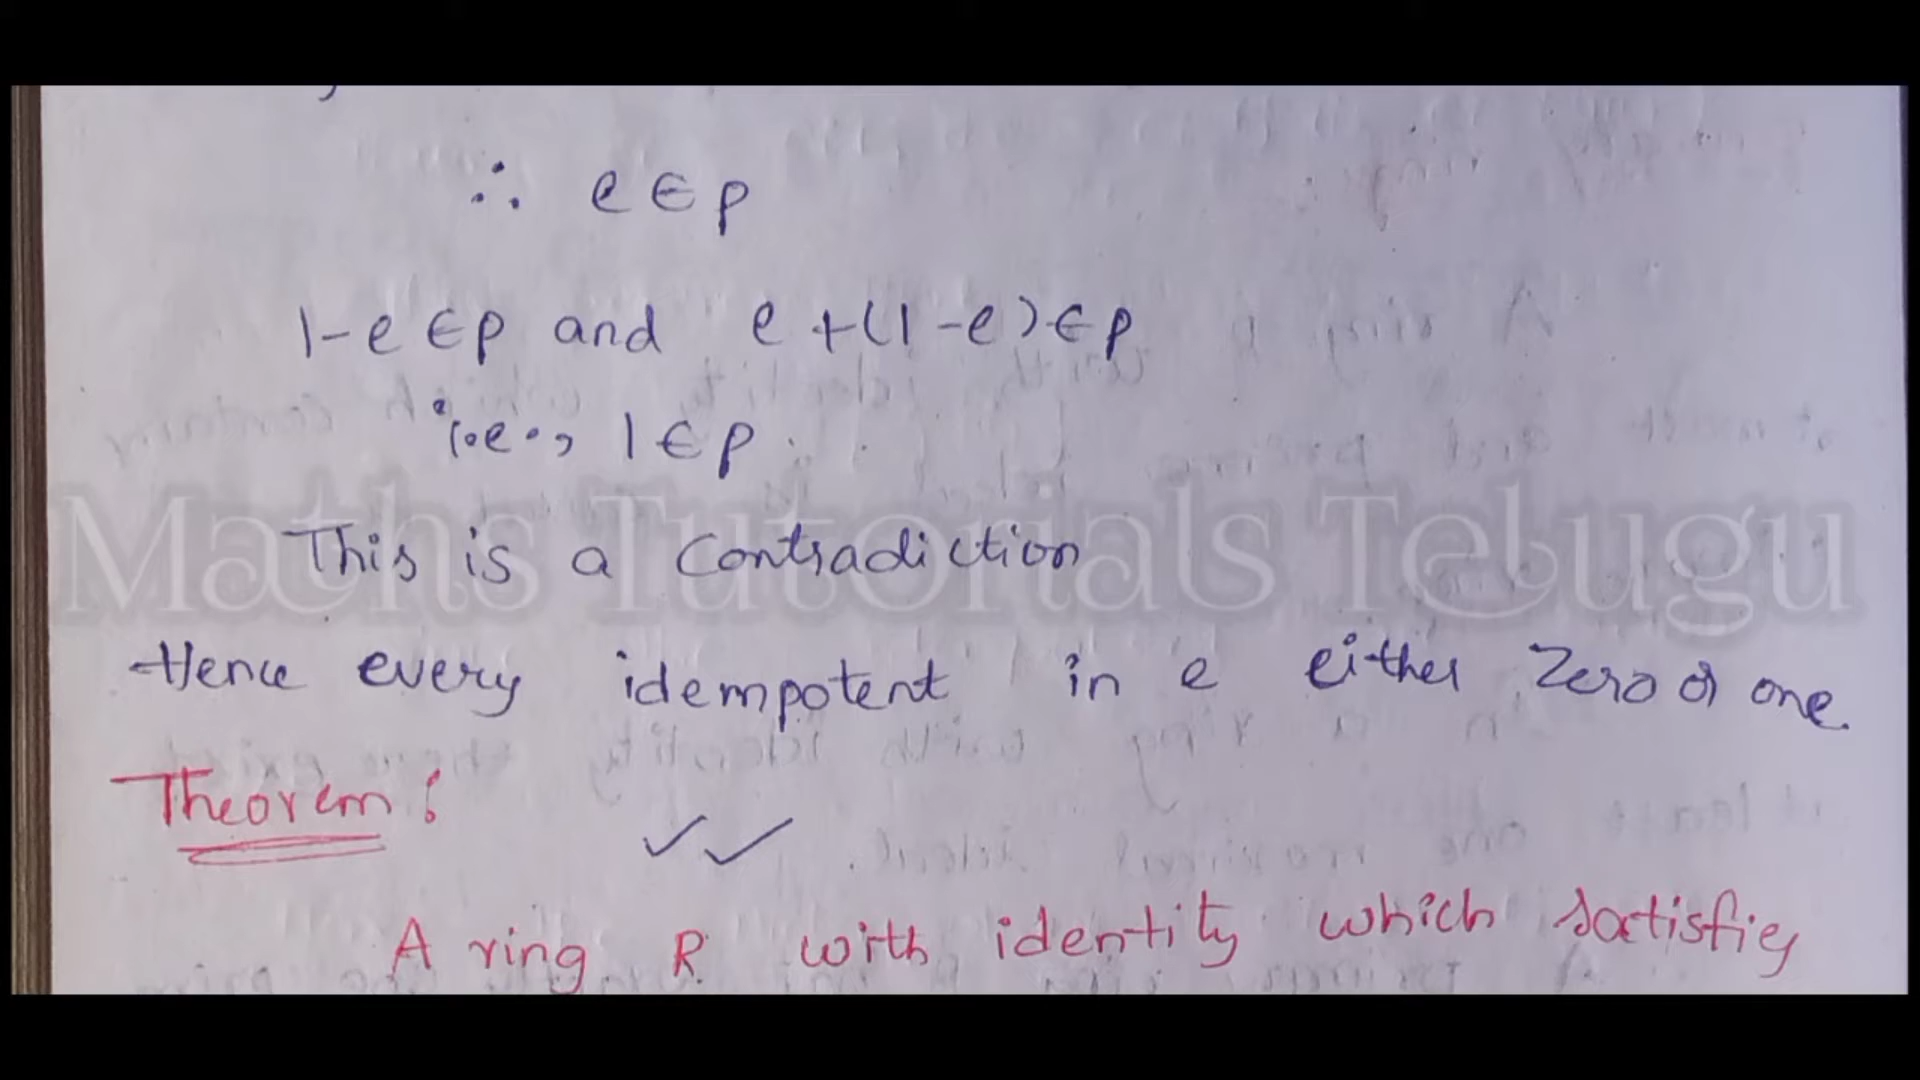 ∴ e ∈ p
1-e ∈ p and e+(1-e) ∈ p
i.e., 1 ∈ p.
This is a Contradiction
Maths Tutorials Telugu
Hence every idempotent in e either Zero or one.
Theorem :
A ring R with identity which satisfies